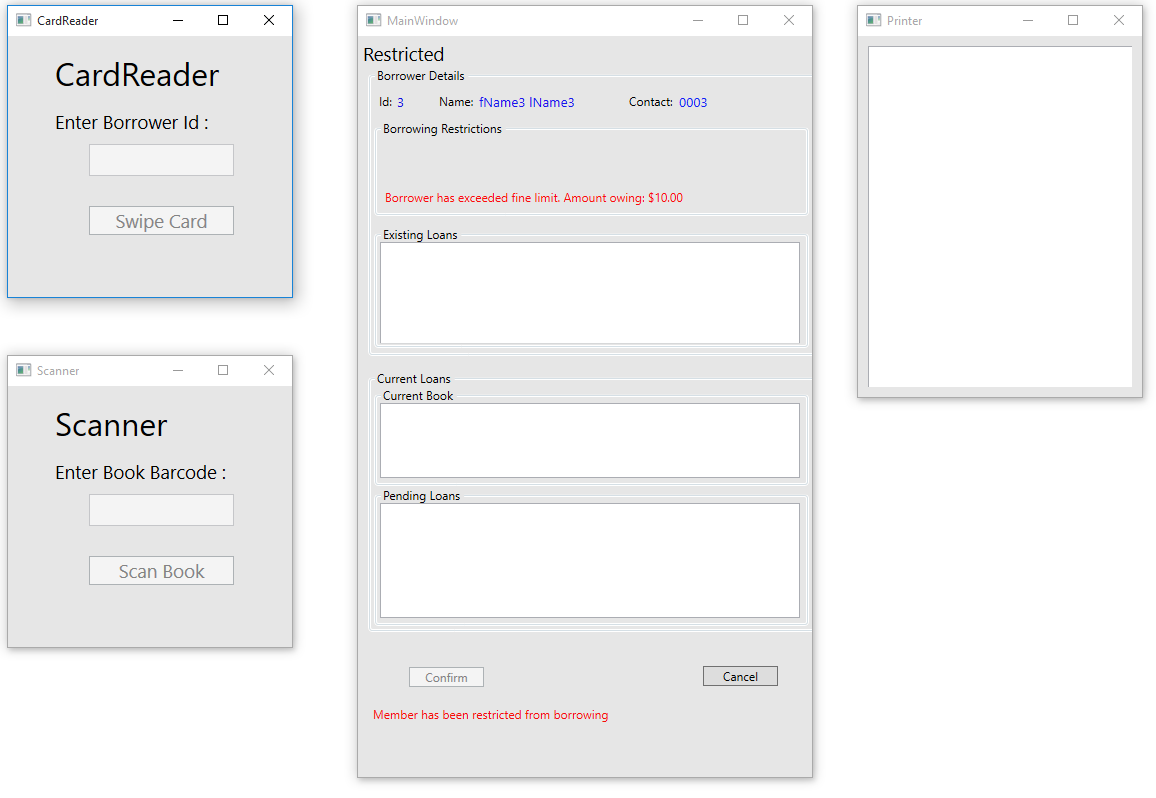 CardReader
CardReader
Enter Borrower Id :
Swipe Card
Scanner
Scanner
Enter Book Barcode :
Scan Book
MainWindow
Restricted
Borrower Details
Id: 3 Name: fName3 lName3 Contact: 0003
Borrowing Restrictions
Borrower has exceeded fine limit. Amount owing: $10.00
Existing Loans
Current Loans
Current Book
Pending Loans
Confirm Cancel
Member has been restricted from borrowing
Printer